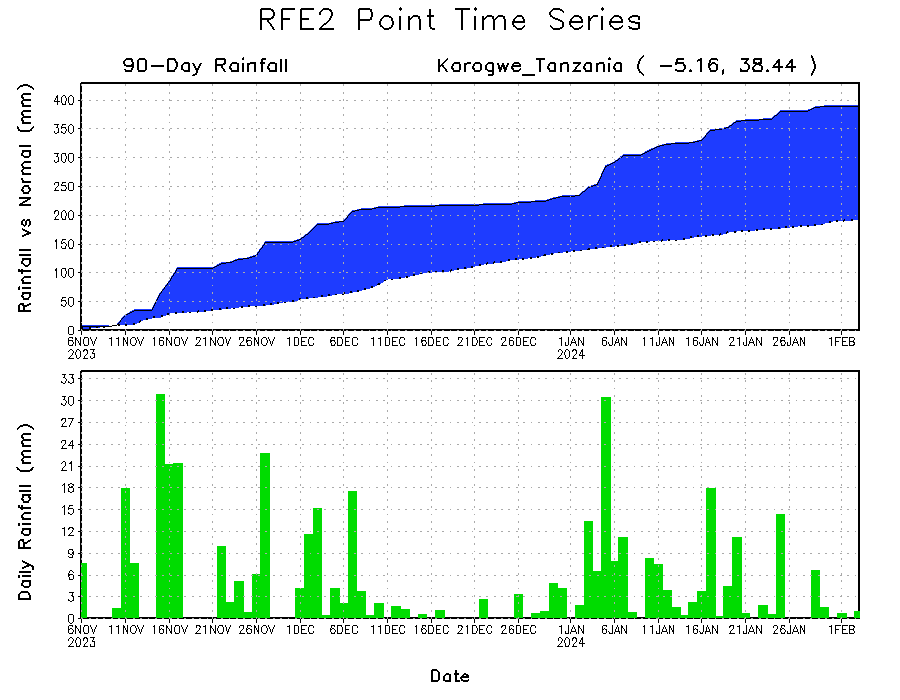 RFE2 Point Time Series
90-Day Rainfall
Karogwe_Tanzania ( -5.16, 38.44 )
Rainfall vs Normal (mm)
400
350
300
250
200
150
100
50
0
6NOV 11NOV 16NOV 21NOV 26NOV 1DEC 6DEC 11DEC 16DEC 21DEC 26DEC 1JAN 6JAN 11JAN 16JAN 21JAN 26JAN 1FEB
2023 2024
Daily Rainfall (mm)
33
30
27
24
21
18
15
12
9
6
3
0
6NOV 11NOV 16NOV 21NOV 26NOV 1DEC 6DEC 11DEC 16DEC 21DEC 26DEC 1JAN 6JAN 11JAN 16JAN 21JAN 26JAN 1FEB
2023 2024
Date